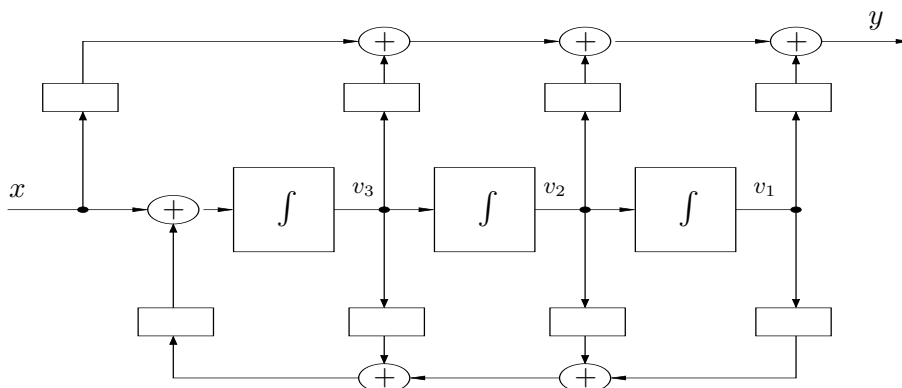 y
+ + +
x + ∫ v₃ ∫ v₂ ∫ v₁
+ +